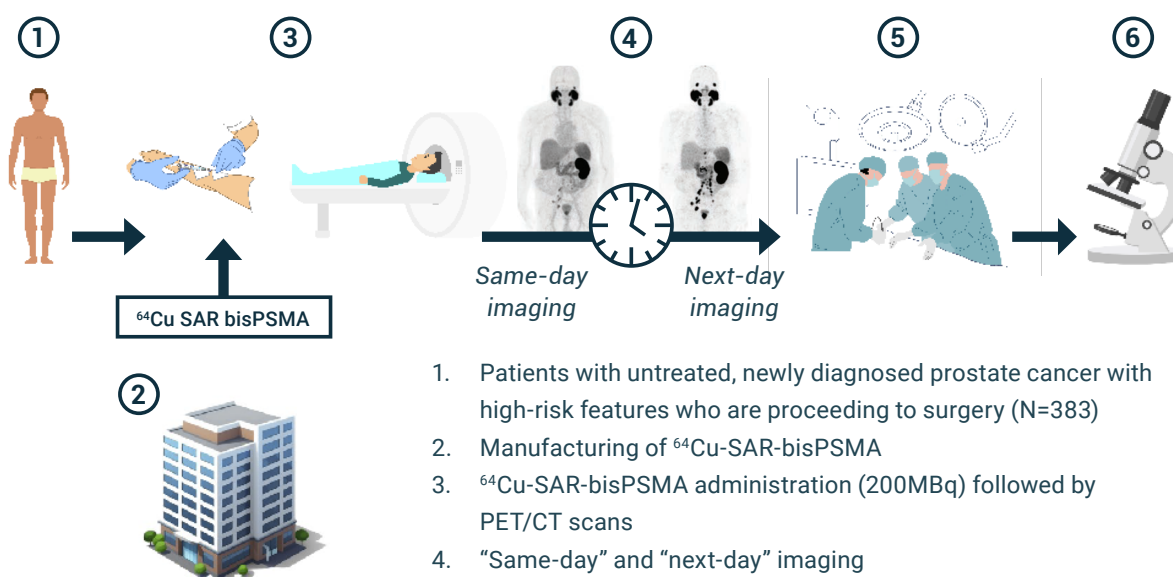 1
3
4
5
6
Same-day
imaging
Next-day
imaging
⁶⁴Cu SAR bisPSMA
2
1. Patients with untreated, newly diagnosed prostate cancer with
high-risk features who are proceeding to surgery (N=383)
2. Manufacturing of ⁶⁴Cu-SAR-bisPSMA
3. ⁶⁴Cu-SAR-bisPSMA administration (200MBq) followed by
PET/CT scans
4. “Same-day” and “next-day” imaging